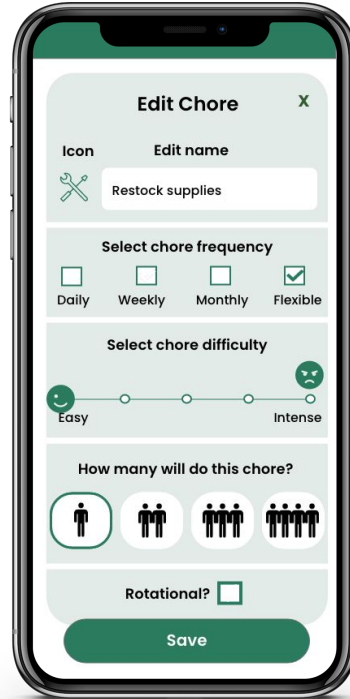 Edit Chore X
Icon Edit name
Restock supplies
Select chore frequency
Daily Weekly Monthly Flexible
Select chore difficulty
Easy Intense
How many will do this chore?
Rotational?
Save